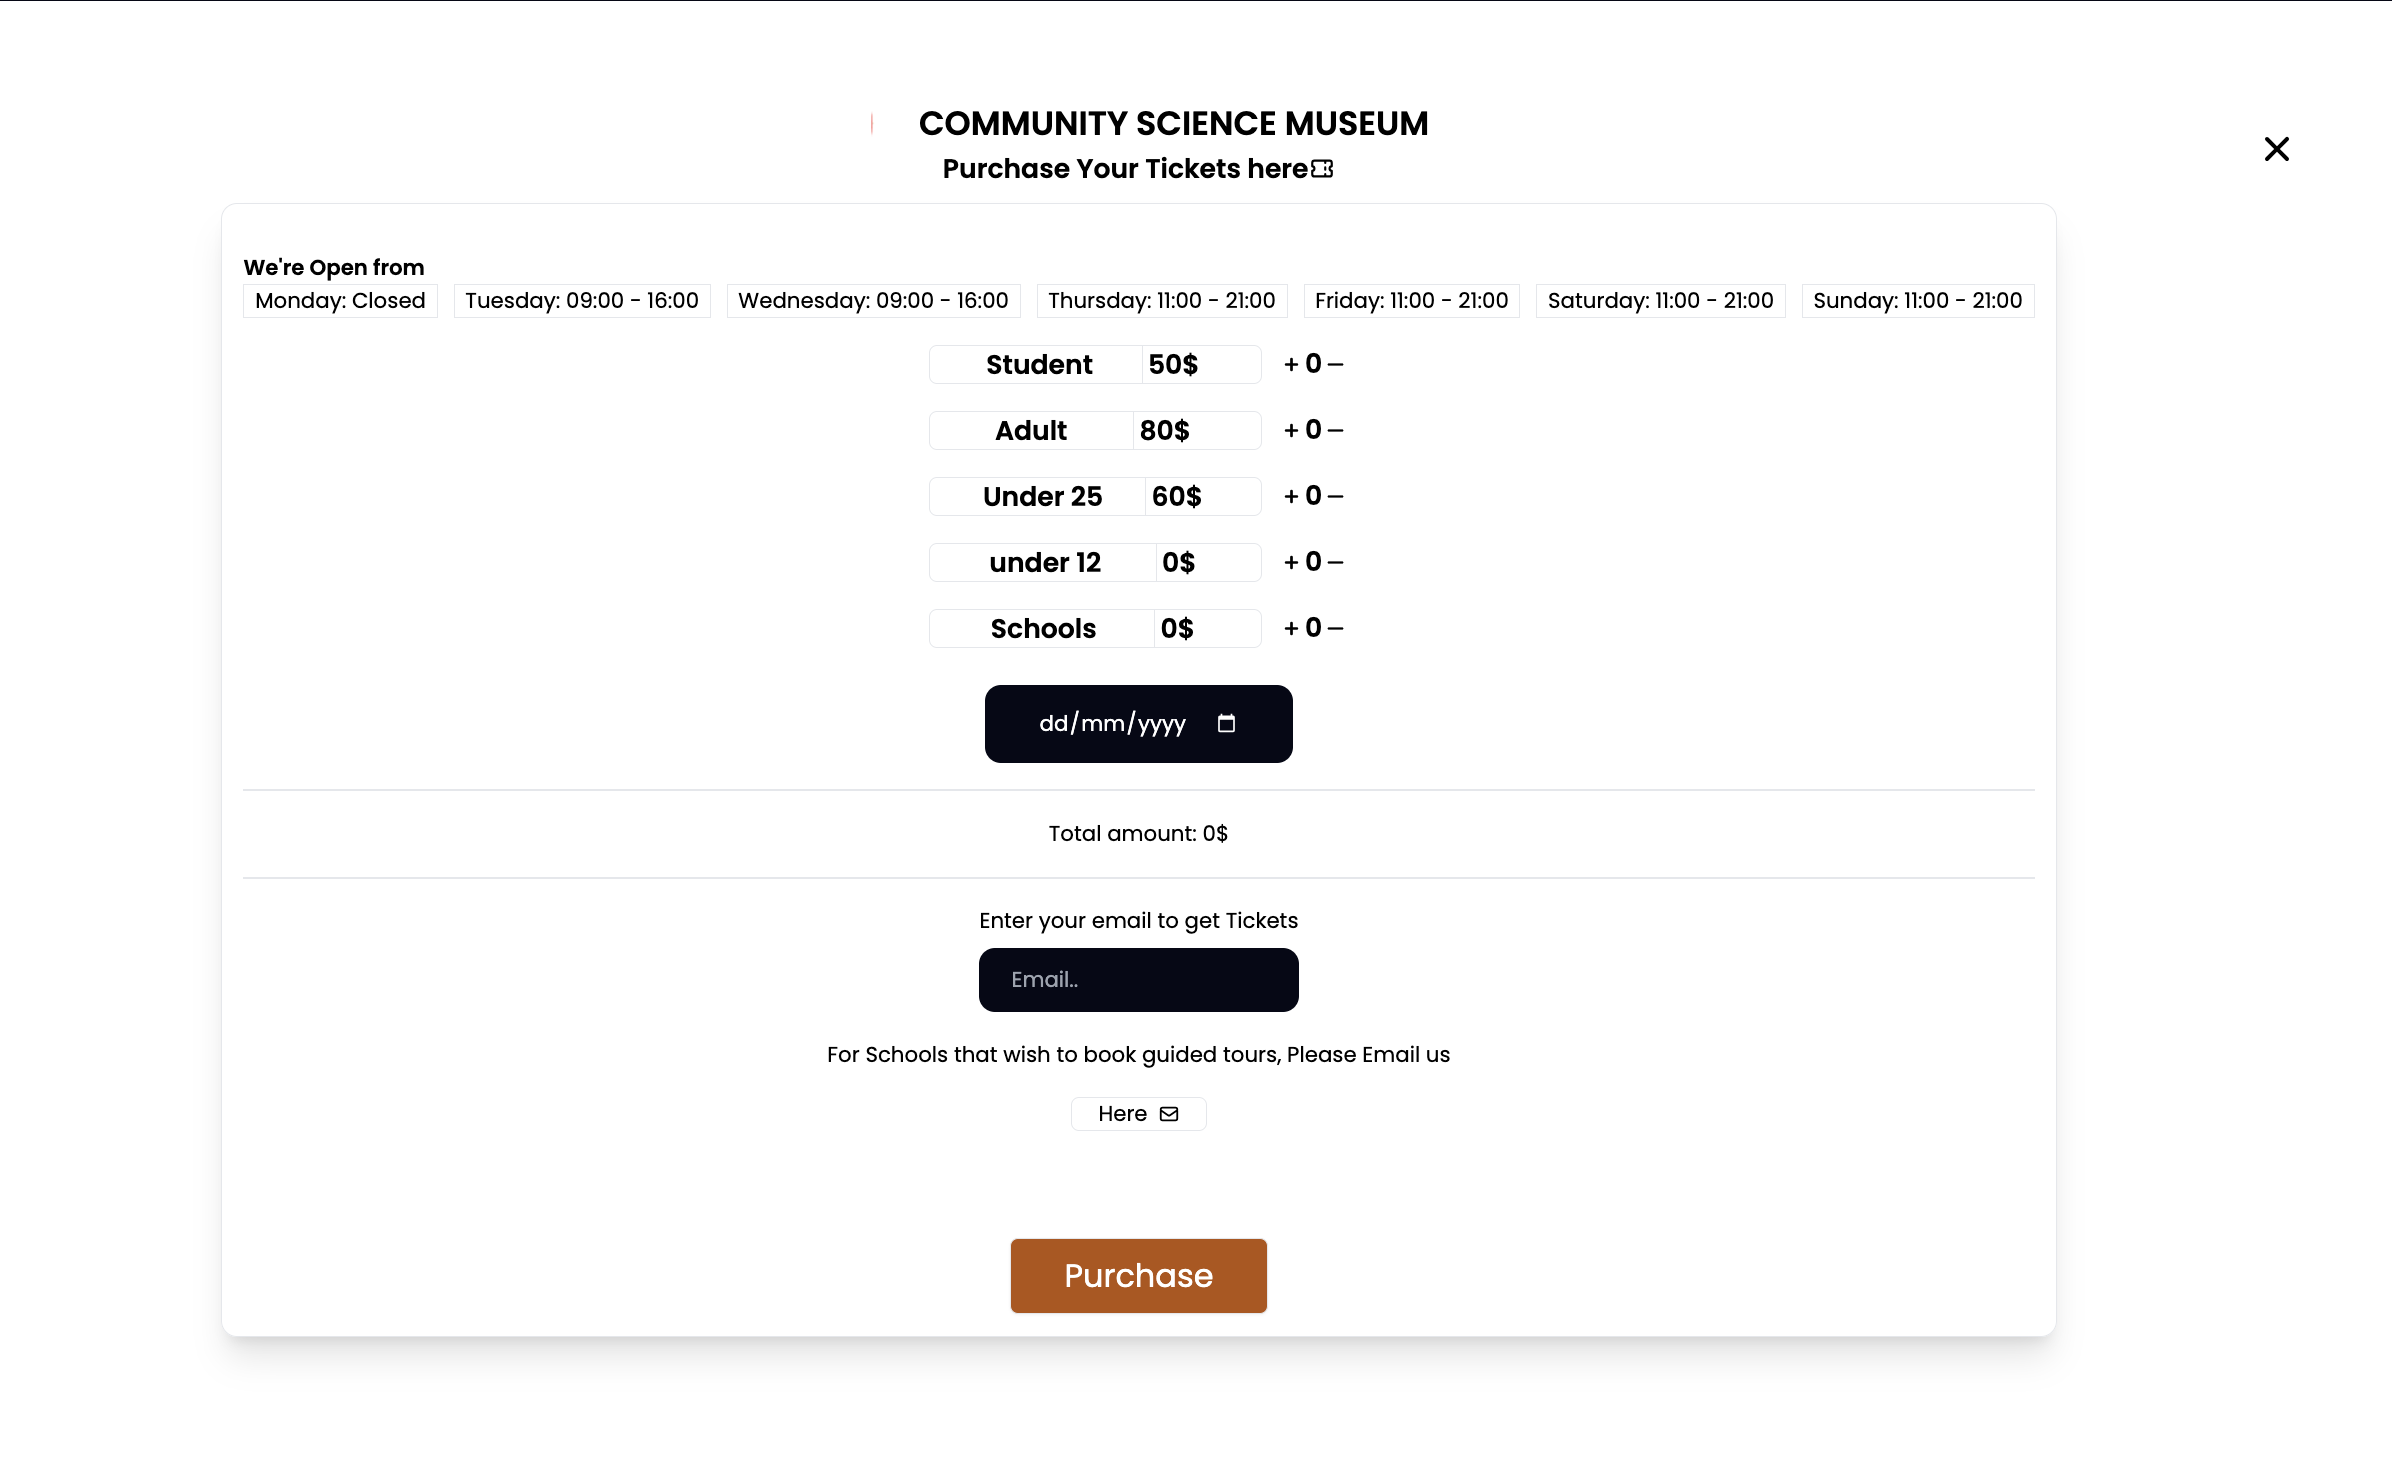 COMMUNITY SCIENCE MUSEUM
Purchase Your Tickets here
We're Open from
Monday: Closed Tuesday: 09:00 - 16:00 Wednesday: 09:00 - 16:00 Thursday: 11:00 - 21:00 Friday: 11:00 - 21:00 Saturday: 11:00 - 21:00 Sunday: 11:00 - 21:00
Student 50$ + 0 −
Adult 80$ + 0 −
Under 25 60$ + 0 −
under 12 0$ + 0 −
Schools 0$ + 0 −
dd/mm/yyyy
Total amount: 0$
Enter your email to get Tickets
Email..
For Schools that wish to book guided tours, Please Email us
Here
Purchase